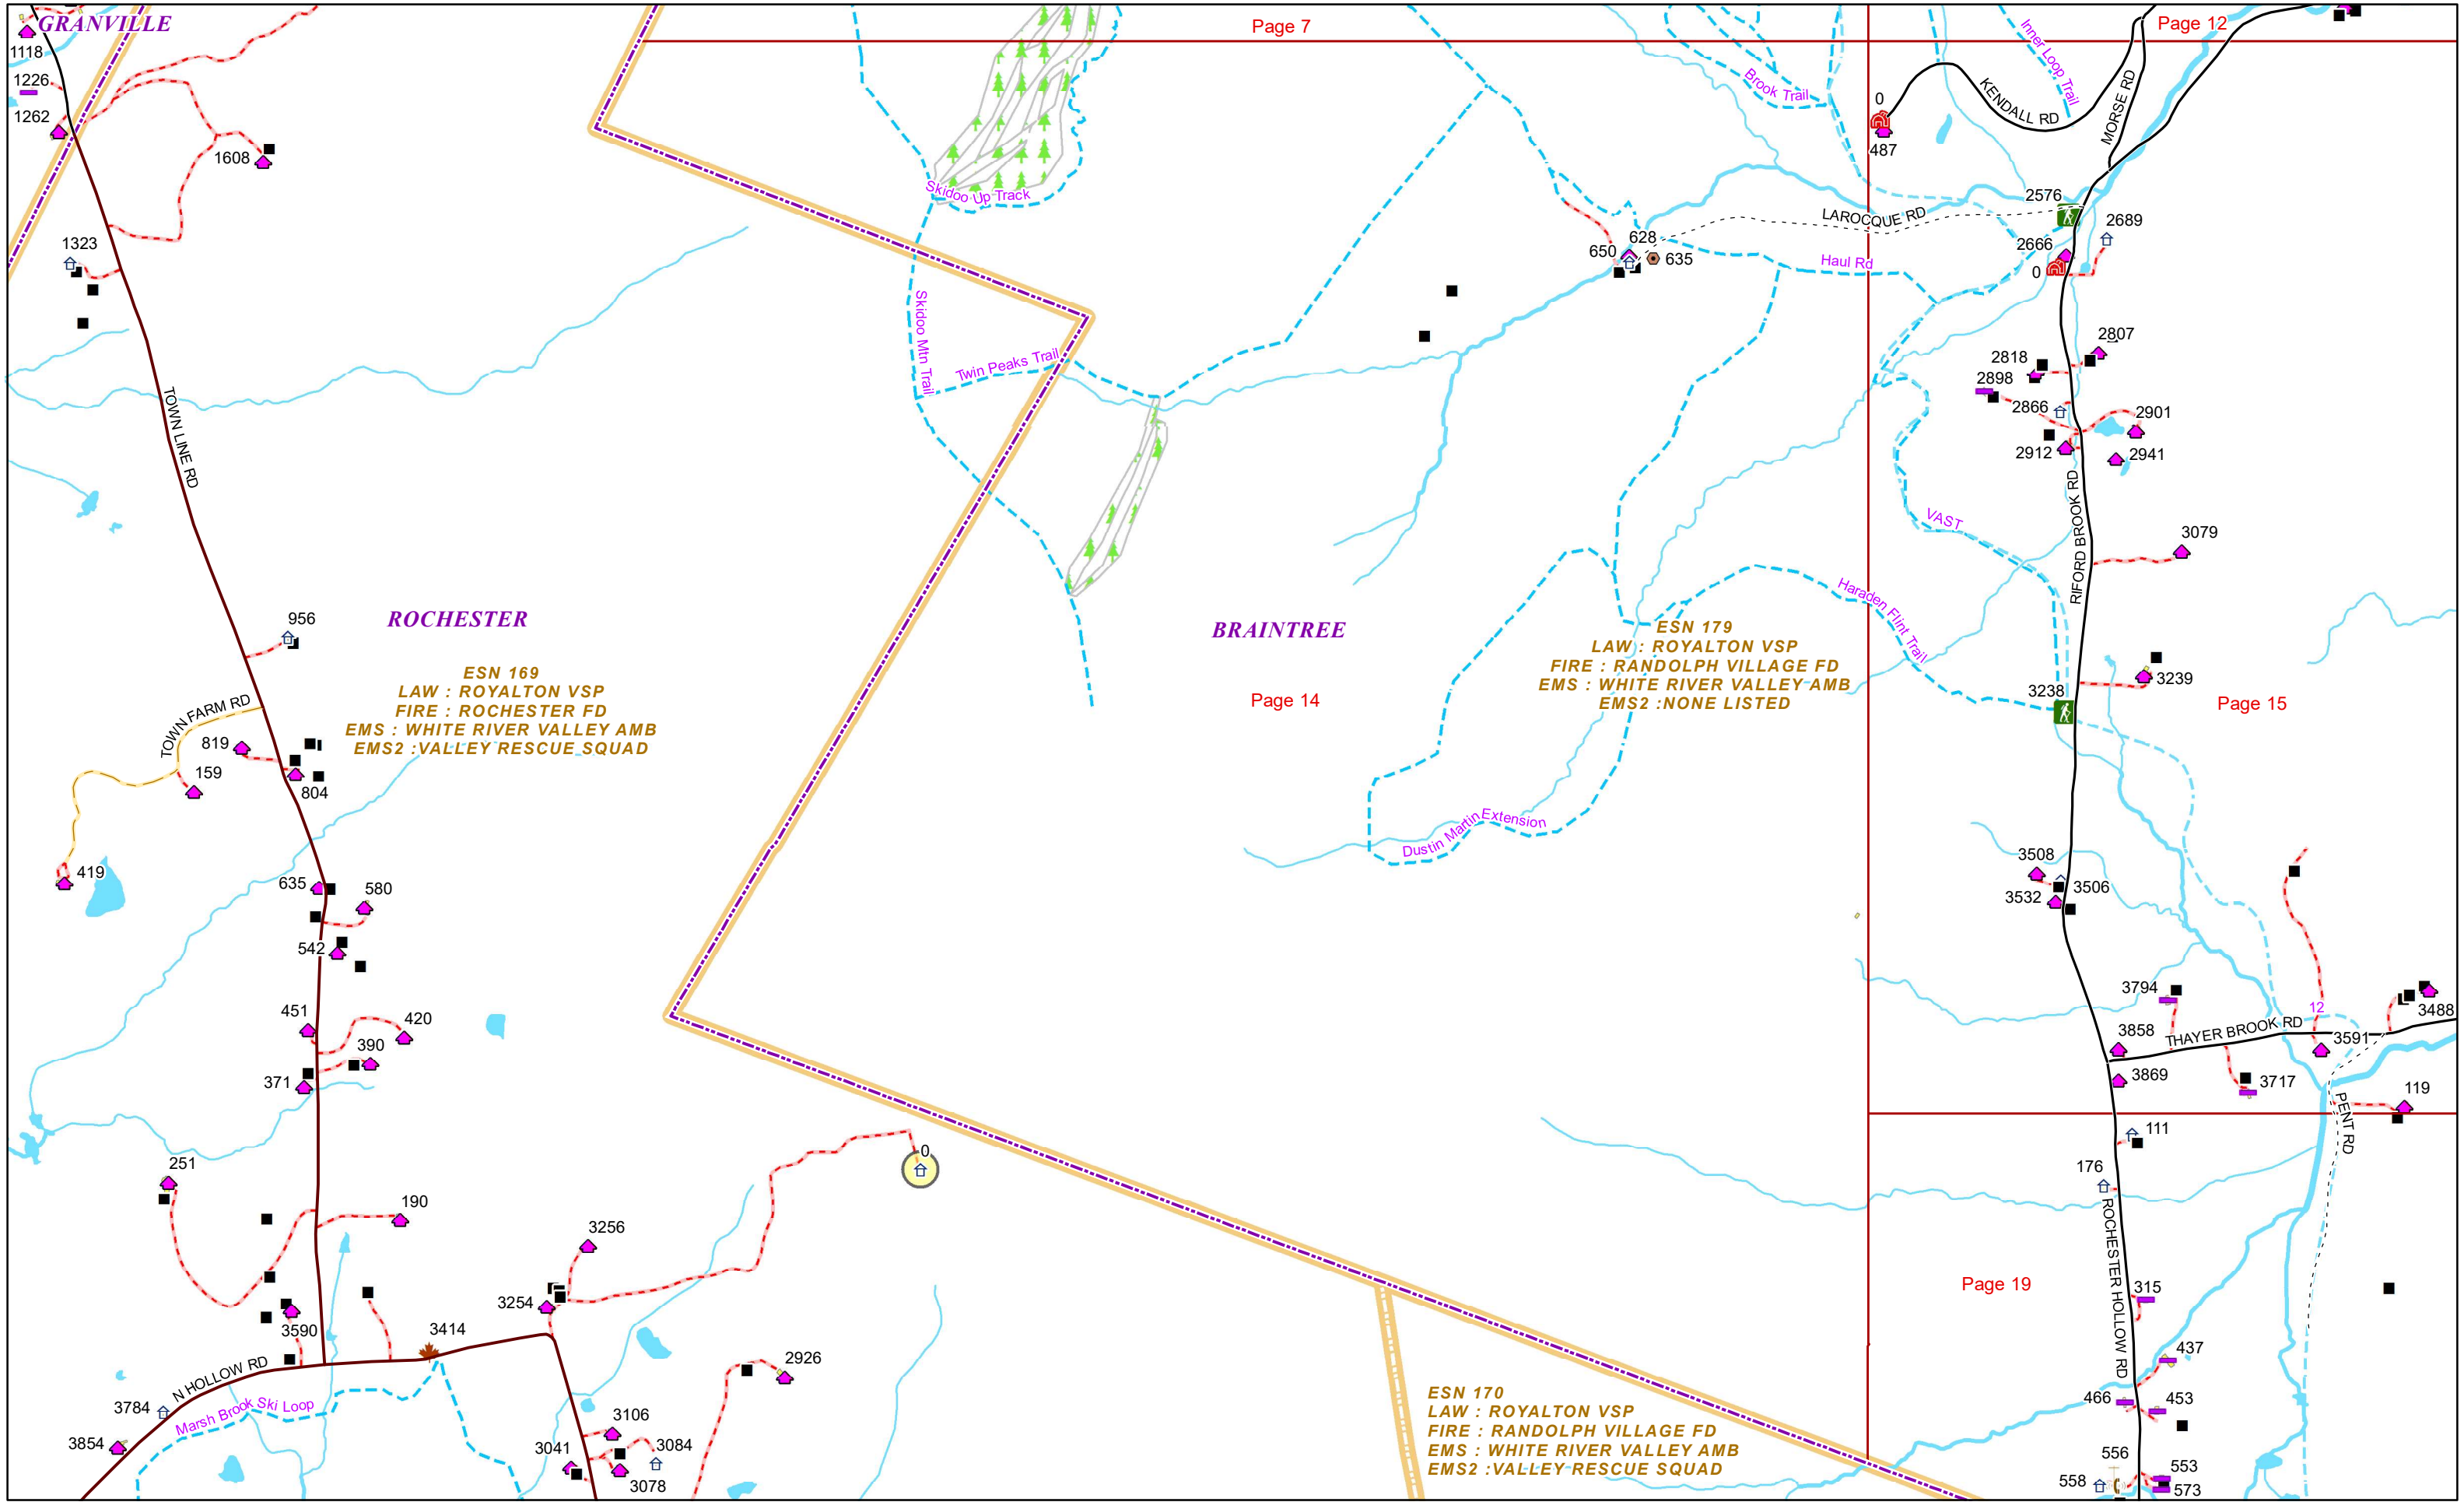 GRANVILLE
Page 7
Page 12
1118
1226
1262
1608
1323
Skidoo Up Track
Brook Trail
Inner Loop Trail
KENDALL RD
MORSE RD
0
487
2576
2689
LAROCQUE RD
628
650
635
2666
0
Haul Rd
Skidoo Mtn Trail
Twin Peaks Trail
TOWN LINE RD
2807
2818
2898
2866
2901
2912
2941
RIFORD BROOK RD
VAST
3079
956
ROCHESTER
BRAINTREE
ESN 169
LAW : ROYALTON VSP
FIRE : ROCHESTER FD
EMS : WHITE RIVER VALLEY AMB
EMS2 :VALLEY RESCUE SQUAD
ESN 179
LAW : ROYALTON VSP
FIRE : RANDOLPH VILLAGE FD
EMS : WHITE RIVER VALLEY AMB
EMS2 :NONE LISTED
Haraden Flint Trail
Page 14
Page 15
3238
3239
TOWN FARM RD
819
159
804
419
Dustin Martin Extension
635
580
542
3508
3506
3532
451
420
390
371
3794
12
3488
3858
THAYER BROOK RD
3591
3869
3717
119
PENT RD
251
0
111
176
190
3256
3254
ROCHESTER HOLLOW RD
Page 19
315
3590
3414
N HOLLOW RD
2926
437
3784
Marsh Brook Ski Loop
3854
ESN 170
LAW : ROYALTON VSP
FIRE : RANDOLPH VILLAGE FD
EMS : WHITE RIVER VALLEY AMB
EMS2 :VALLEY RESCUE SQUAD
466
453
3106
3041
3084
3078
556
558
553
573